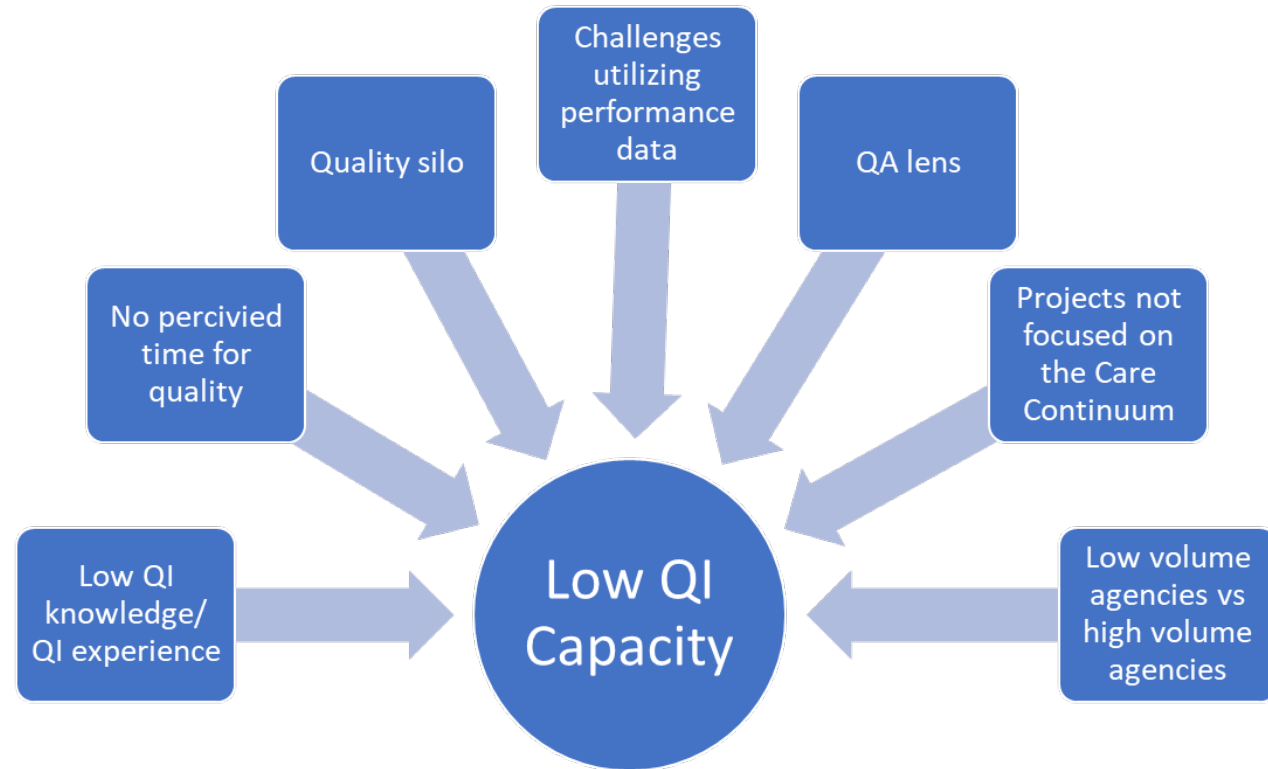 Challenges
utilizing
performance
data
Quality silo
QA lens
No percivied
time for
quality
Projects not
focused on
the Care
Continuum
Low QI
knowledge/
QI experience
Low QI
Capacity
Low volume
agencies vs
high volume
agencies